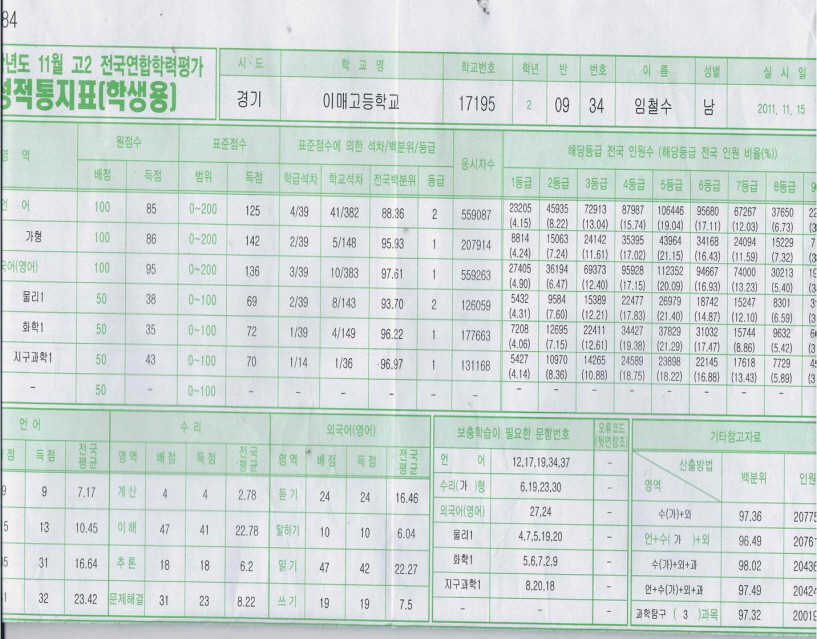 84
년도 11월 고2 전국연합학력평가
성적통지표(학생용)
시·도 학교명 학교번호 학년 반 번호 이름 성별 실시일
경기 이매고등학교 17195 2 09 34 임철수 남 2011. 11. 15
영역 원점수 표준점수 표준점수에 의한 석차/백분위/등급 응시자수 해당등급 전국 인원수 (해당등급 전국 인원 비율(%))
배점 득점 범위 득점 학급석차 학교석차 전국백분위 등급 1등급 2등급 3등급 4등급 5등급 6등급 7등급 8등급
언어 100 85 0~200 125 4/39 41/382 88.36 2 559087 23205 45935 72913 87987 106446 95680 67267 37650 22
(4.15) (8.22) (13.04) (15.74) (19.04) (17.11) (12.03) (6.73)
가형 100 86 0~200 142 2/39 5/148 95.93 1 207914 8814 15063 24142 35395 43964 34168 24094 15229 7
(4.24) (7.24) (11.61) (17.02) (21.15) (16.43) (11.59) (7.32)
국어(영어) 100 95 0~200 136 3/39 10/383 97.61 1 559263 27405 36194 69373 95928 112352 94667 74000 30213 19
(4.90) (6.47) (12.40) (17.15) (20.09) (16.93) (13.23) (5.40)
물리1 50 38 0~100 69 2/39 8/143 93.70 2 126059 5432 9584 15389 22477 26979 18742 15247 8301
(4.31) (7.60) (12.21) (17.83) (21.40) (14.87) (12.10) (6.59)
화학1 50 35 0~100 72 1/39 4/149 96.22 1 177663 7208 12695 22411 34427 37829 31032 15744 9632
(4.06) (7.15) (12.61) (19.38) (21.29) (17.47) (8.86) (5.42)
지구과학1 50 43 0~100 70 1/14 1/36 96.97 1 131168 5427 10970 14265 24589 23898 22145 17618 7729
(4.14) (8.36) (10.88) (18.75) (18.22) (16.88) (13.43) (5.89)
- 50 - 0~100 - - - - - - - - - - - - - -
언어 수리 외국어(영어) 보충학습이 필요한 문항번호 오류코드(뒷면참조) 기타참고자료
점 득점 전국평균 영역 배점 득점 전국평균 영역 배점 득점 전국평균 산출방법 영역 백분위 인원
9 9 7.17 계산 4 4 2.78 듣기 24 24 16.46
5 13 10.45 이해 47 41 22.78 말하기 10 10 6.04
35 31 16.64 추론 18 18 6.2 읽기 47 42 22.27
1 32 23.42 문제해결 31 23 8.22 쓰기 19 19 7.5
언어 12,17,19,34,37 -
수리(가)형 6,19,23,30 -
외국어(영어) 27,24 -
물리1 4,7,5,19,20 -
화학1 5,6,7,2,9 -
지구과학1 8,20,18 -
- - -
수(가)+외 97.36 20775
언+수(가)+외 96.49 20761
수(가)+외+과 98.02 20436
언+수(가)+외+과 97.49 20424
과학탐구(3)과목 97.32 20019